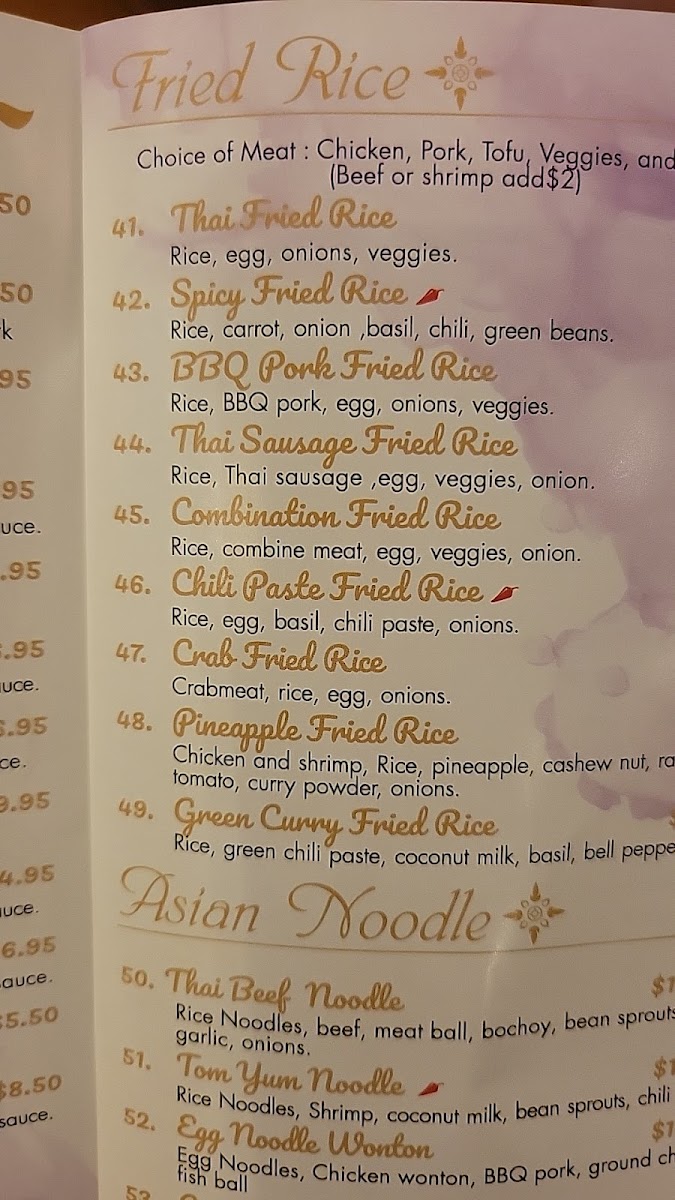 Fried Rice
Choice of Meat : Chicken, Pork, Tofu, Veggies, and
(Beef or shrimp add$2)
41. Thai Fried Rice
Rice, egg, onions, veggies.
42. Spicy Fried Rice
Rice, carrot, onion ,basil, chili, green beans.
43. BBQ Pork Fried Rice
Rice, BBQ pork, egg, onions, veggies.
44. Thai Sausage Fried Rice
Rice, Thai sausage ,egg, veggies, onion.
45. Combination Fried Rice
Rice, combine meat, egg, veggies, onion.
46. Chili Paste Fried Rice
Rice, egg, basil, chili paste, onions.
47. Crab Fried Rice
Crabmeat, rice, egg, onions.
48. Pineapple Fried Rice
Chicken and shrimp, Rice, pineapple, cashew nut,
tomato, curry powder, onions.
49. Green Curry Fried Rice
Rice, green chili paste, coconut milk, basil, bell
Asian Noodle
50. Thai Beef Noodle
Rice Noodles, beef, meat ball, bochoy, bean sprouts
garlic, onions.
51. Tom Yum Noodle
Rice Noodles, Shrimp, coconut milk, bean sprouts, chili
52. Egg Noodle Wonton
Egg Noodles, Chicken wonton, BBQ pork, ground
fish ball
$5.50
$8.50
sauce.